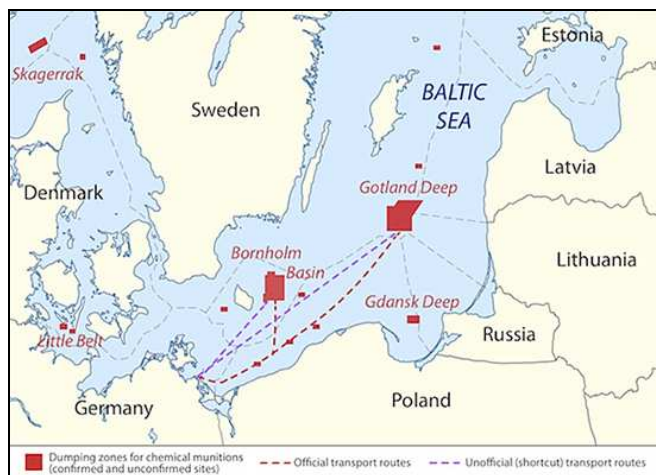 Estonia
Skagerrak
Sweden
BALTIC
SEA
Latvia
Denmark
Gotland Deep
Bornholm
Basin
Lithuania
Gdansk Deep
Little Belt
Russia
Germany
Poland
Dumping zones for chemical munitions
(confirmed and unconfirmed sites)
Official transport routes
Unofficial (shortcut) transport routes